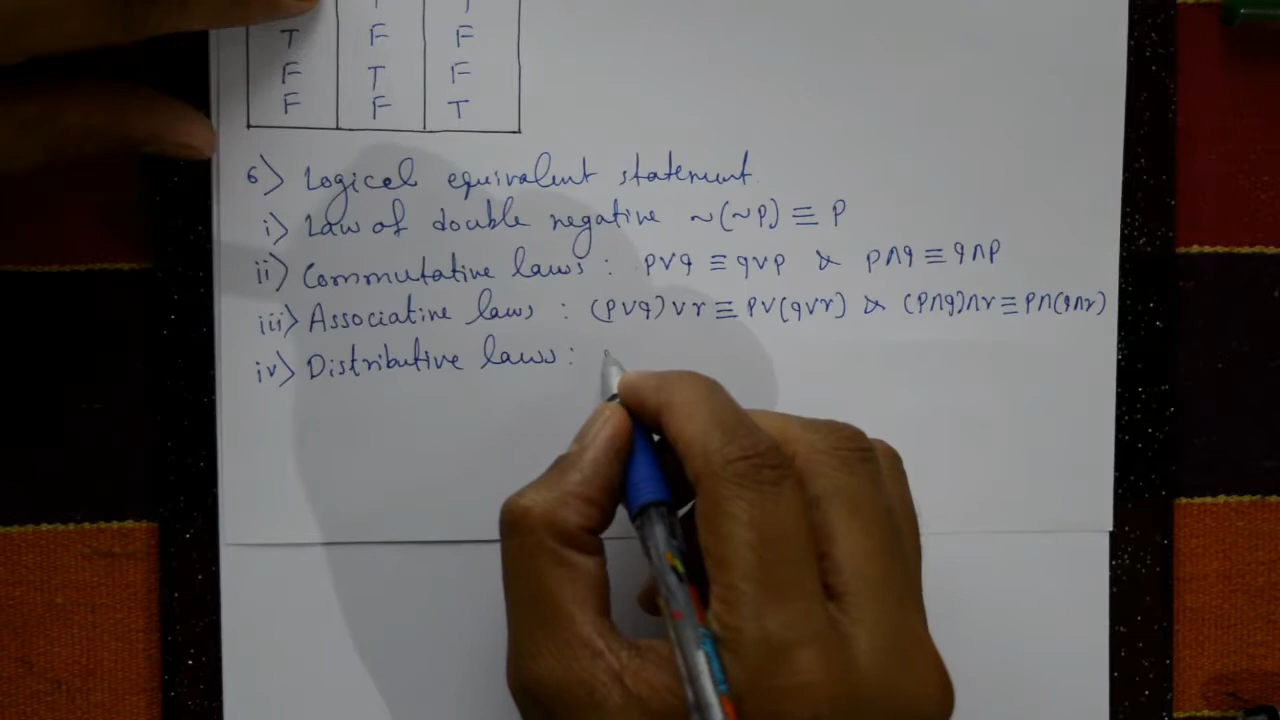 T F F
F T F
F F T
6) Logical equivalent statement
i) Law of double negative ~(~p) ≡ p
ii) Commutative laws : p∨q ≡ q∨p & p∧q ≡ q∧p
iii) Associative laws : (p∨q)∨r ≡ p∨(q∨r) & (p∧q)∧r ≡ p∧(q∧r)
iv) Distributive laws :